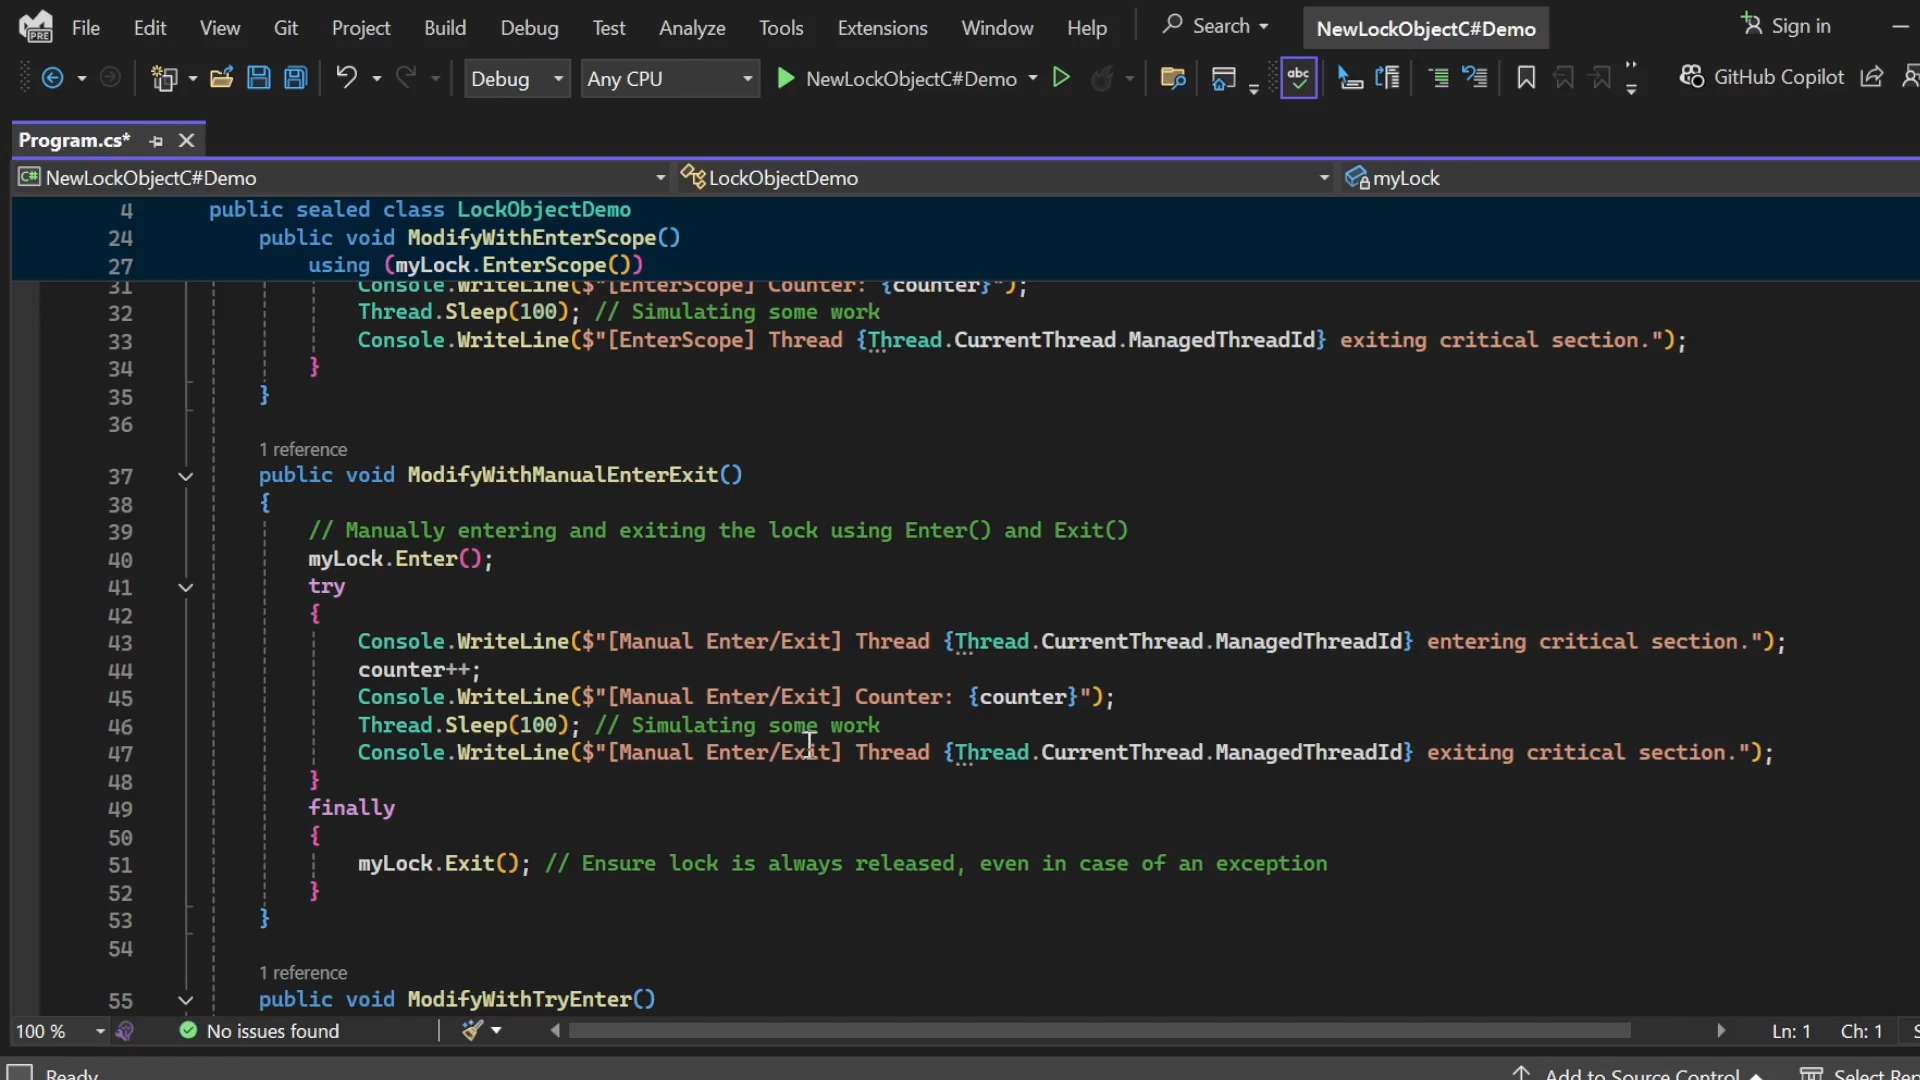 PRE File Edit View Git Project Build Debug Test Analyze Tools Extensions Window Help Search NewLockObjectC#Demo Sign in
Debug Any CPU NewLockObjectC#Demo abc GitHub Copilot
Program.cs*
C# NewLockObjectC#Demo LockObjectDemo myLock
4 public sealed class LockObjectDemo
24 public void ModifyWithEnterScope()
27 using (myLock.EnterScope())
31 Console.WriteLine($"[EnterScope] Counter: {counter}");
32 Thread.Sleep(100); // Simulating some work
33 Console.WriteLine($"[EnterScope] Thread {Thread.CurrentThread.ManagedThreadId} exiting critical section.");
34 }
35 }
36
1 reference
37 public void ModifyWithManualEnterExit()
38 {
39 // Manually entering and exiting the lock using Enter() and Exit()
40 myLock.Enter();
41 try
42 {
43 Console.WriteLine($"[Manual Enter/Exit] Thread {Thread.CurrentThread.ManagedThreadId} entering critical section.");
44 counter++;
45 Console.WriteLine($"[Manual Enter/Exit] Counter: {counter}");
46 Thread.Sleep(100); // Simulating some work
47 Console.WriteLine($"[Manual Enter/Exit] Thread {Thread.CurrentThread.ManagedThreadId} exiting critical section.");
48 }
49 finally
50 {
51 myLock.Exit(); // Ensure lock is always released, even in case of an exception
52 }
53 }
54
1 reference
55 public void ModifyWithTryEnter()
100 % No issues found Ln: 1 Ch: 1
Ready Add to Source Control Select